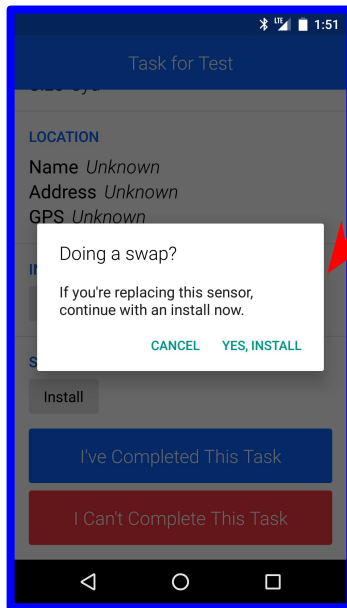 LTE 1:51
Task for Test
LOCATION
Name Unknown
Address Unknown
GPS Unknown
Doing a swap?
If you're replacing this sensor,
continue with an install now.
CANCEL YES, INSTALL
Install
I've Completed This Task
I Can't Complete This Task